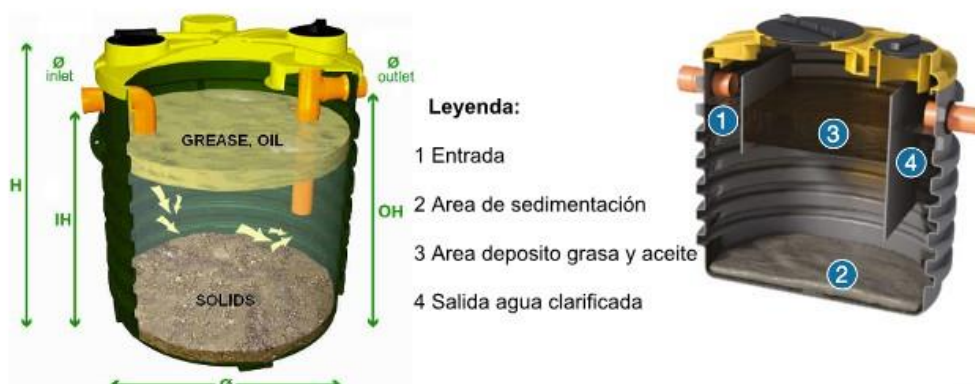 Ø
inlet
Ø
outlet
H
IH
OH
GREASE, OIL
SOLIDS
Ø
Leyenda:
1 Entrada
2 Area de sedimentación
3 Area deposito grasa y aceite
4 Salida agua clarificada
1
3
4
2